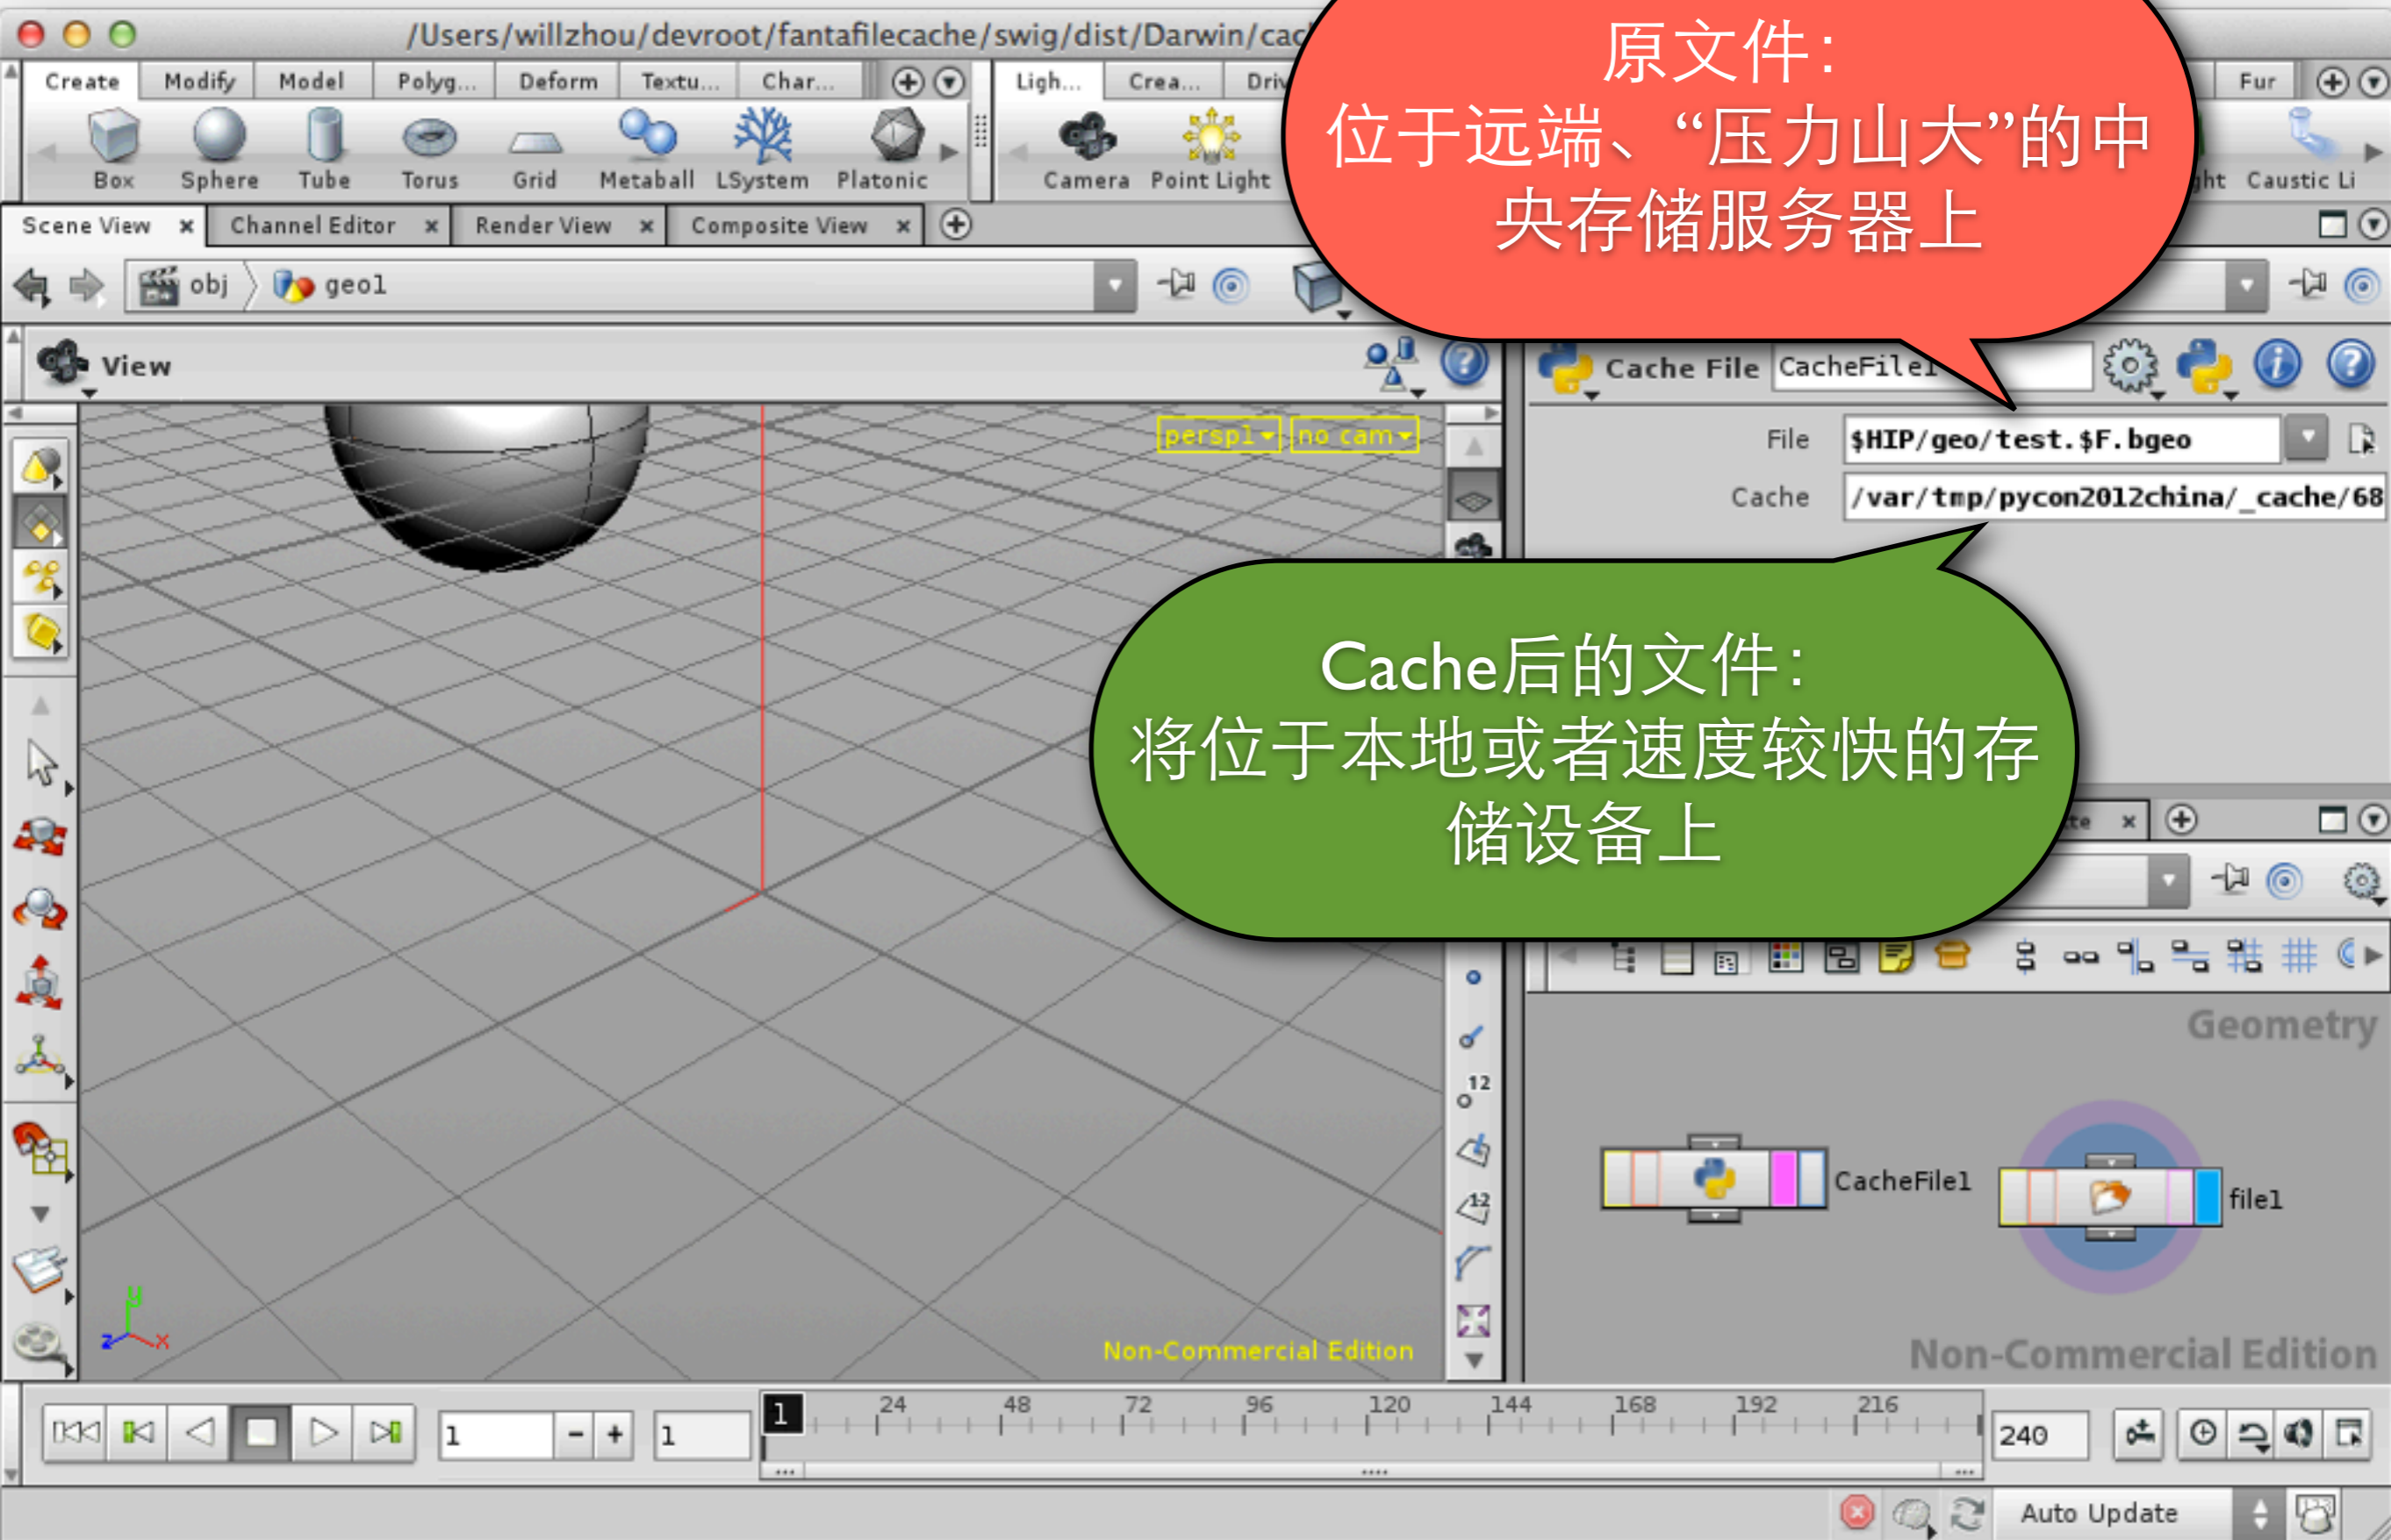 /Users/willzhou/devroot/fantafilecache/swig/dist/Darwin/cac
原文件:
位于远端、“压力山大”的中
央存储服务器上
Create Modify Model Polyg... Deform Textu... Char... Ligh... Crea... Driv Fur
Box Sphere Tube Torus Grid Metaball LSystem Platonic Camera Point Light ght Caustic Li
Scene View Channel Editor Render View Composite View
obj geo1
View
Cache File CacheFile1
persp1 no cam
File $HIP/geo/test.$F.bgeo
Cache /var/tmp/pycon2012china/_cache/68
Cache后的文件:
将位于本地或者速度较快的存
储设备上
Geometry
12
12
CacheFile1 file1
y
z x
Non-Commercial Edition
Non-Commercial Edition
1 1 1 24 48 72 96 120 144 168 192 216 240
Auto Update